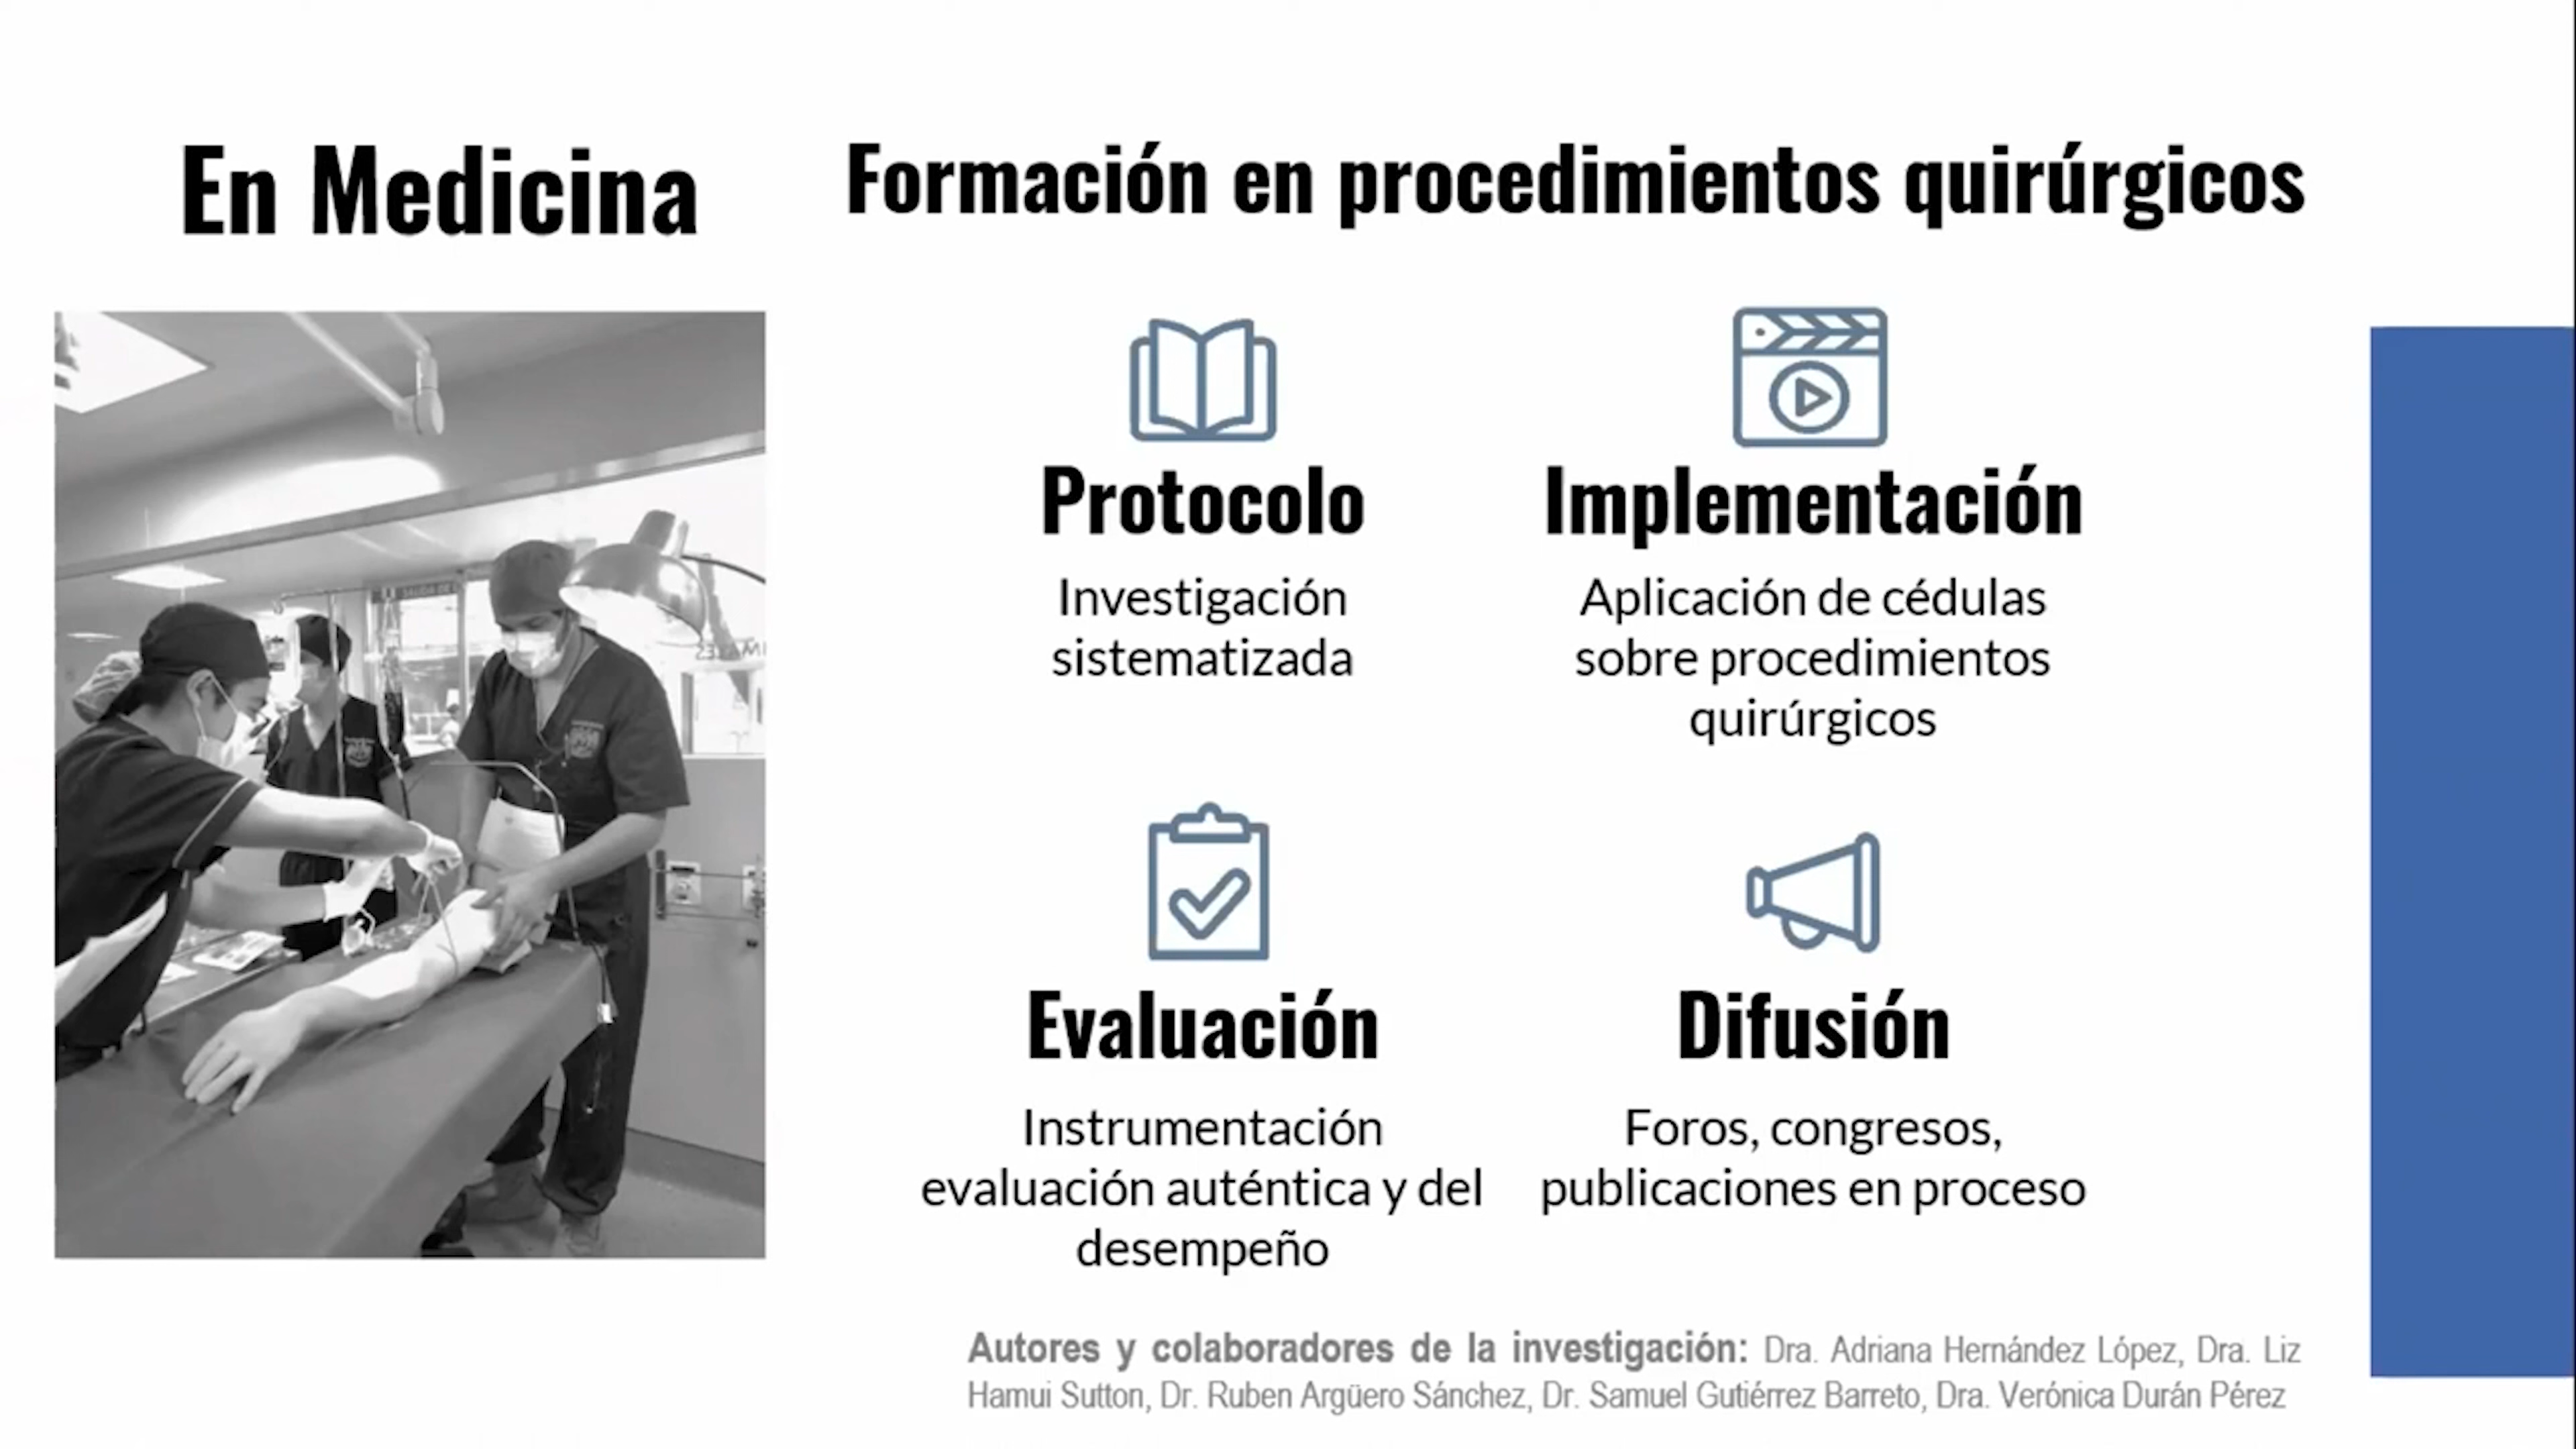 En Medicina
Formación en procedimientos quirúrgicos
Protocolo
Investigación
sistematizada
Implementación
Aplicación de cédulas
sobre procedimientos
quirúrgicos
Evaluación
Instrumentación
evaluación auténtica y del
desempeño
Difusión
Foros, congresos,
publicaciones en proceso
Autores y colaboradores de la investigación: Dra. Adriana Hernández López, Dra. Liz
Hamui Sutton, Dr. Ruben Argüero Sánchez, Dr. Samuel Gutiérrez Barreto, Dra. Verónica Durán Pérez